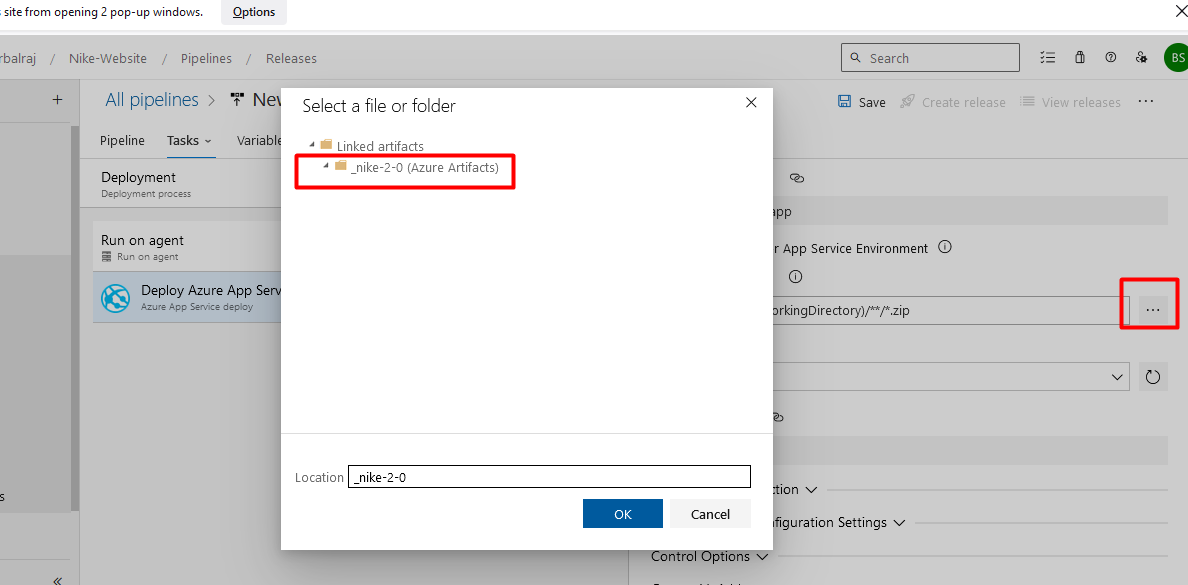 site from opening 2 pop-up windows. Options
rbalraj / Nike-Website / Pipelines / Releases
Search
BS
All pipelines > New
Save Create release View releases ...
Pipeline Tasks Variable
Select a file or folder
Linked artifacts
_nike-2-0 (Azure Artifacts)
Location _nike-2-0
OK Cancel
Deployment
Deployment process
Run on agent
Run on agent
Deploy Azure App Serv
Azure App Service deploy
app
r App Service Environment
orkingDirectory)/**/*.zip
...
tion
figuration Settings
Control Options
s